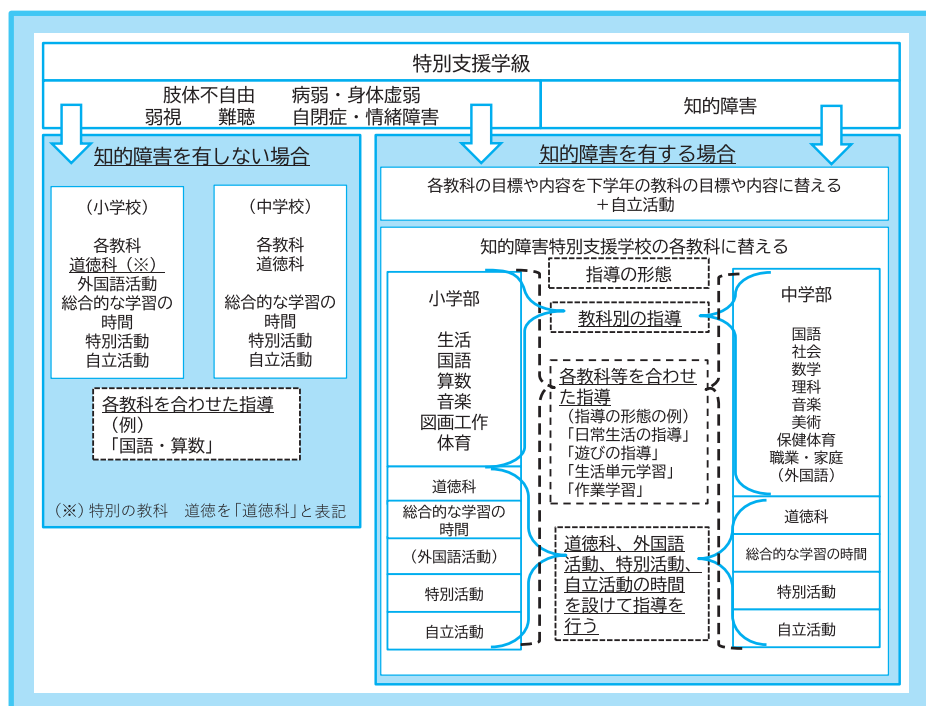 特別支援学級
肢体不自由　病弱・身体虚弱
弱視　難聴　自閉症・情緒障害
知的障害
知的障害を有しない場合
（小学校）
各教科
道徳科（※）
外国語活動
総合的な学習の
時間
特別活動
自立活動
（中学校）
各教科
道徳科
総合的な学習の
時間
特別活動
自立活動
各教科を合わせた指導
（例）
「国語・算数」
（※）特別の教科　道徳を「道徳科」と表記
知的障害を有する場合
各教科の目標や内容を下学年の教科の目標や内容に替える
＋自立活動
知的障害特別支援学校の各教科に替える
小学部
生活
国語
算数
音楽
図画工作
体育
道徳科
総合的な学習の
時間
（外国語活動）
特別活動
自立活動
指導の形態
教科別の指導
各教科等を合わせ
た指導
（指導の形態の例）
「日常生活の指導」
「遊びの指導」
「生活単元学習」
「作業学習」
道徳科、外国語
活動、特別活動、
自立活動の時間
を設けて指導を
行う
中学部
国語
社会
数学
理科
音楽
美術
保健体育
職業・家庭
（外国語）
道徳科
総合的な学習の時間
特別活動
自立活動